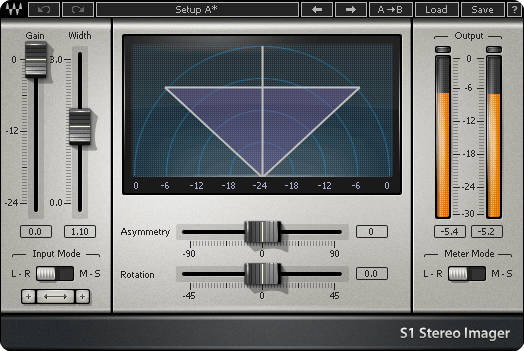 Setup A*
A→B
Load
Save
?
Gain
Width
0
-12
-24
3.0
0.0
0.0
1.10
Input Mode
L - R
M - S
+
+
0 -6 -12 -18 -24 -18 -12 -6 0
Asymmetry
0
-90 0 90
Rotation
0.0
-45 0 45
Output
0
-6
-12
-18
-24
-30
-5.4
-5.2
Meter Mode
L - R
M - S
S1 Stereo Imager